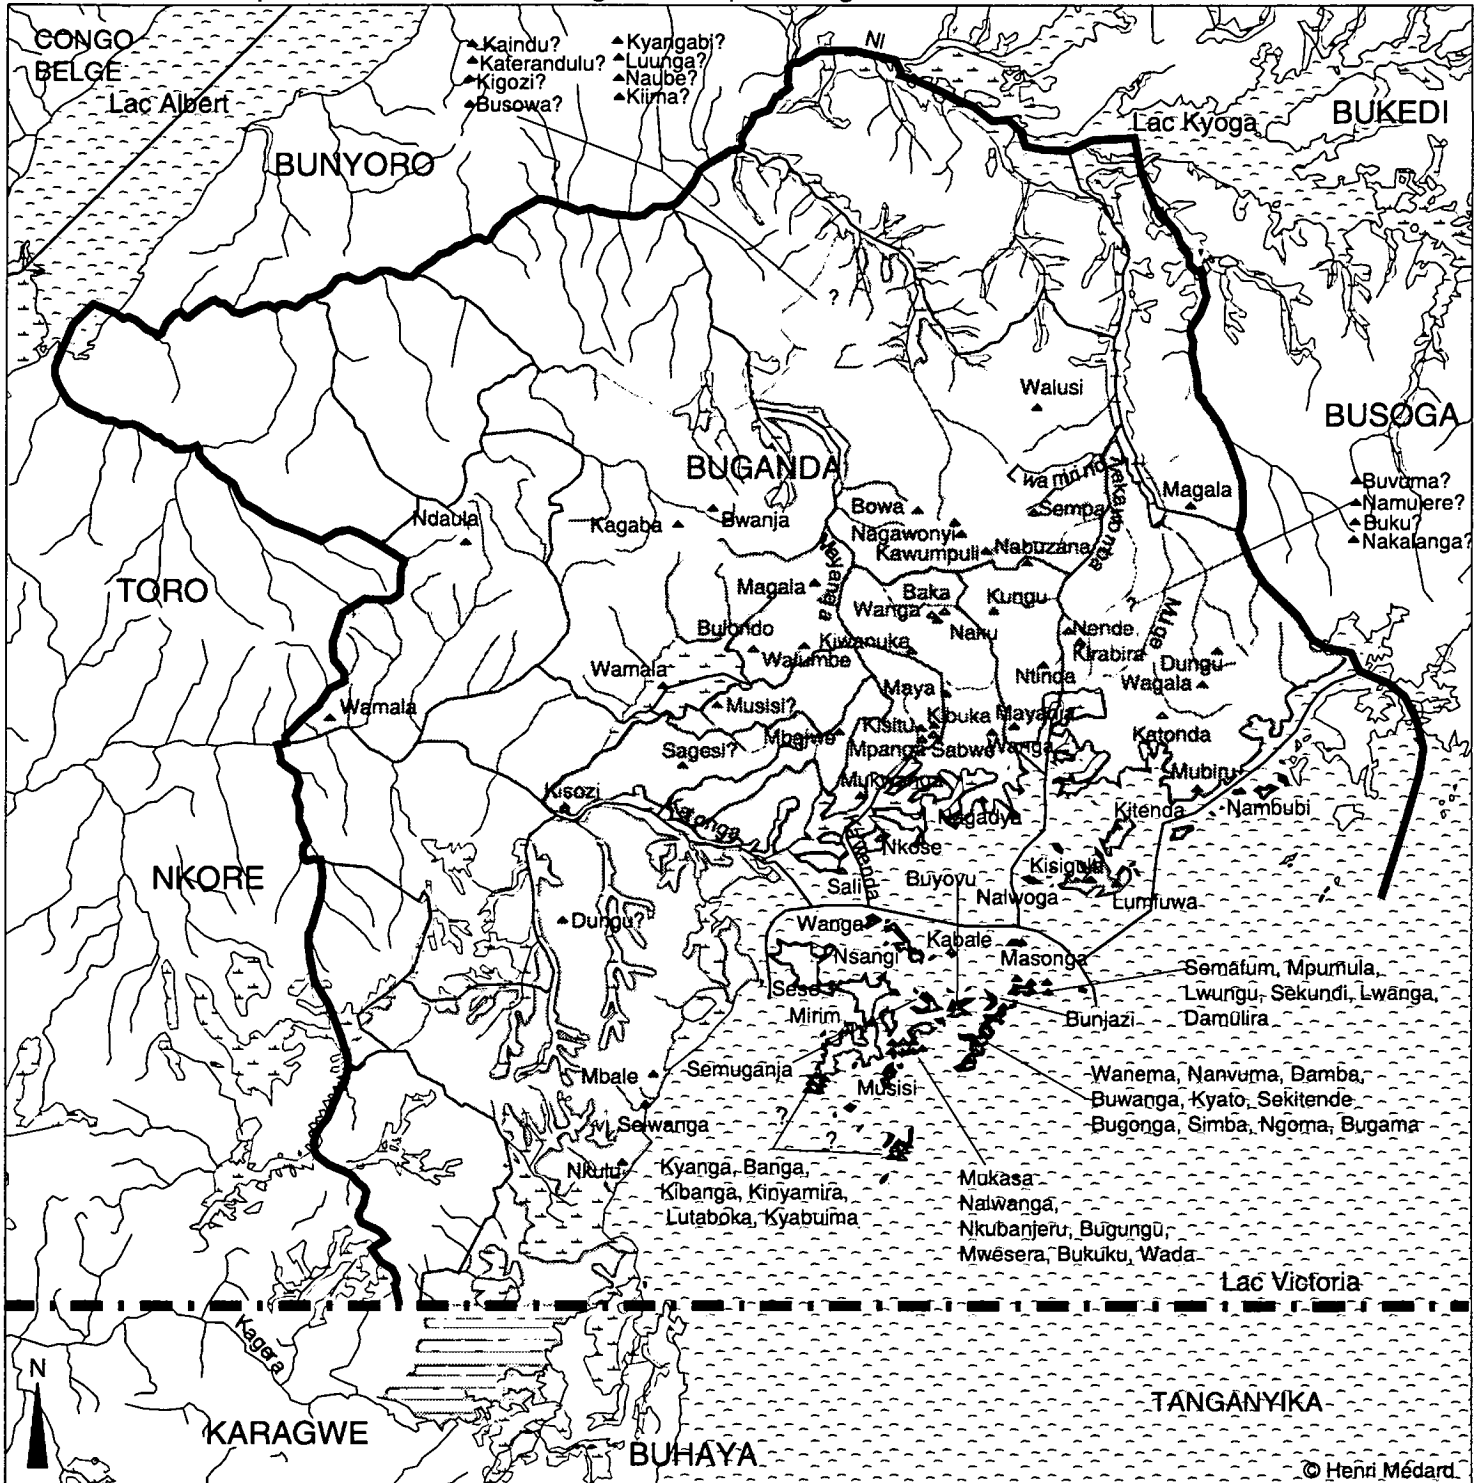 CONGO
BELGE
Lac Albert
Kaindu?
Katerandulu?
Kigozi?
Busowa?
Kyangabi?
Luunga?
Naube?
Kiima?
Nl
Lac Kyoga
BUKEDI
BUNYORO
?
Walusi
BUSOGA
BUGANDA
Buvuma?
Namujere?
Buku?
Nakalanga?
Magala
Sempa
Bowa
Ndaula
Kagaba
Bwanja
Nagawonyi
Kawumpuli
Nabuzana
TORO
Magala
Baka
Kungu
Wanga
Naku
?
Bulondo
Kiwanuka
Nende
Kirabira
Walumbe
Dungu
Wamala
Ntinda
Wagala
Maya
Wamala
Musisi?
Kibuka
Kisitu
Katonda
Sagesi?
Mpanga
Sabwe
Wanga
Mubiru
Kisozi
Katonga
Kitenda
Nambubi
Nagadya
Nkose
NKORE
Sali
Buyovu
Nalwoga
Lumfuwa
Dungu?
Wanga
Kabale
Nsangi
Masonga
Semafum, Mpumula,
Lwungu, Sekundi, Lwanga,
Damulira
Sese
Mirim
Bunjazi
Mbale
Semuganja
Musisi
Wanema, Nanvuma, Damba,
Buwanga, Kyato, Sekitende
Bugonga, Simba, Ngoma, Bugama
?
?
Selwanga
Nkulu
Kyanga, Banga,
Kibanga, Kinyamira,
Lutaboka, Kyabuima
Mukasa
Nalwanga,
Nkubanjeru, Bugungu,
Mwesera, Bukuku, Wada
Lac Victoria
Kagera
N
TANGANYIKA
KARAGWE
BUHAYA
© Henri Médard